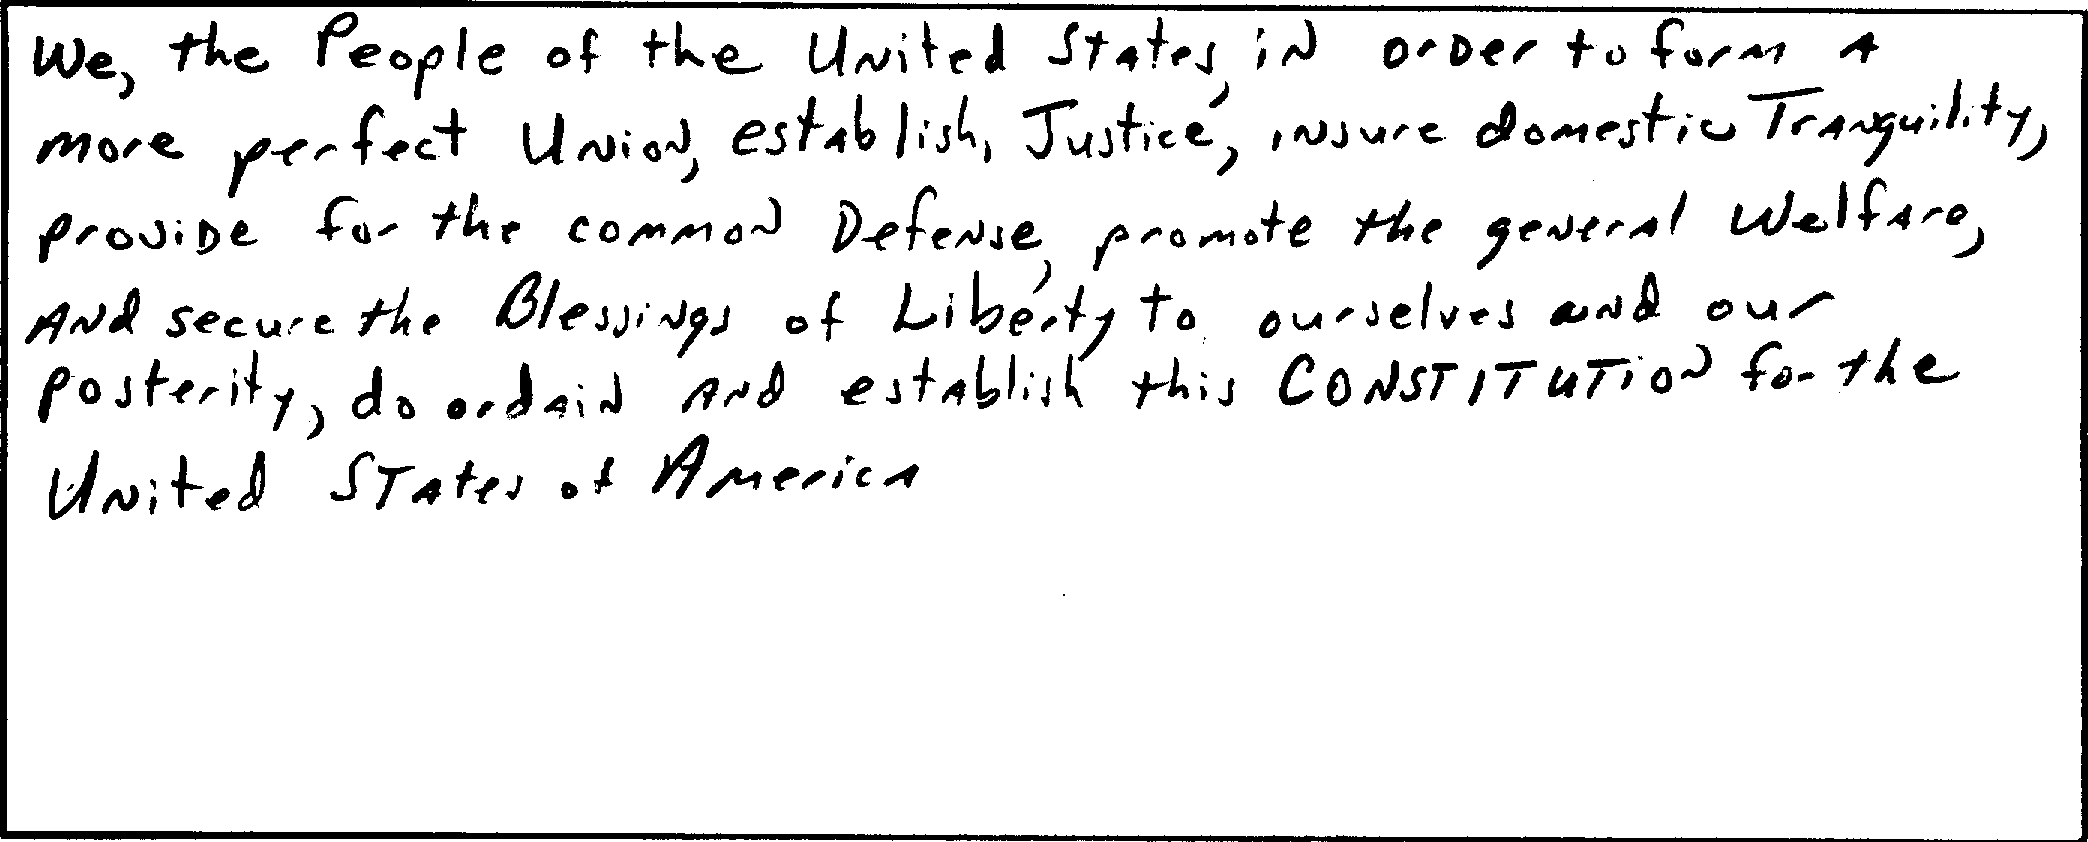 We, the People of the United States, in order to form a
more perfect Union, establish, Justice, insure domestic Tranquility,
provide for the common Defense, promote the general Welfare,
And secure the Blessings of Liberty to ourselves and our
Posterity, do ordain and establish this CONSTITUTION for the
United States of America